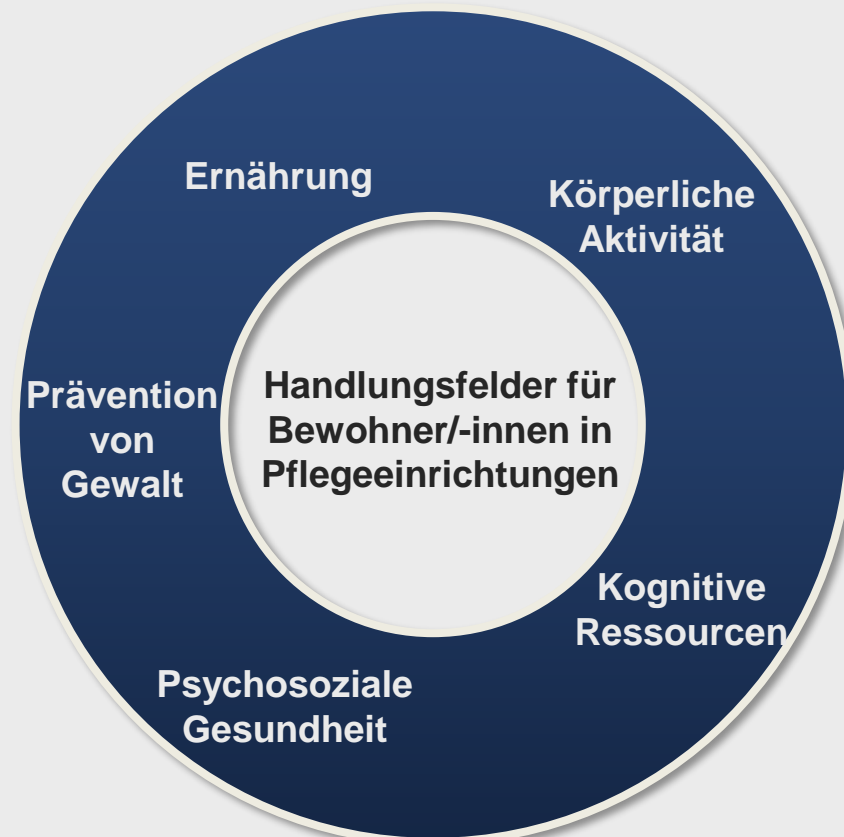 Ernährung
Körperliche
Aktivität
Prävention
von
Gewalt
Handlungsfelder für
Bewohner/-innen in
Pflegeeinrichtungen
Kognitive
Ressourcen
Psychosoziale
Gesundheit